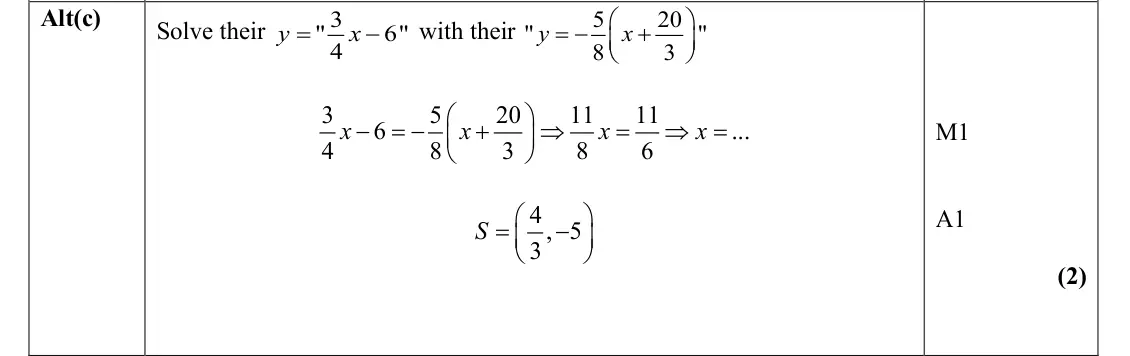 Alt(c)
Solve their y = "3/4 x − 6" with their "y = −5/8 (x + 20/3)"
3/4 x − 6 = −5/8 (x + 20/3) ⇒ 11/8 x = 11/6 ⇒ x = ...
M1
S = (4/3, −5)
A1
(2)